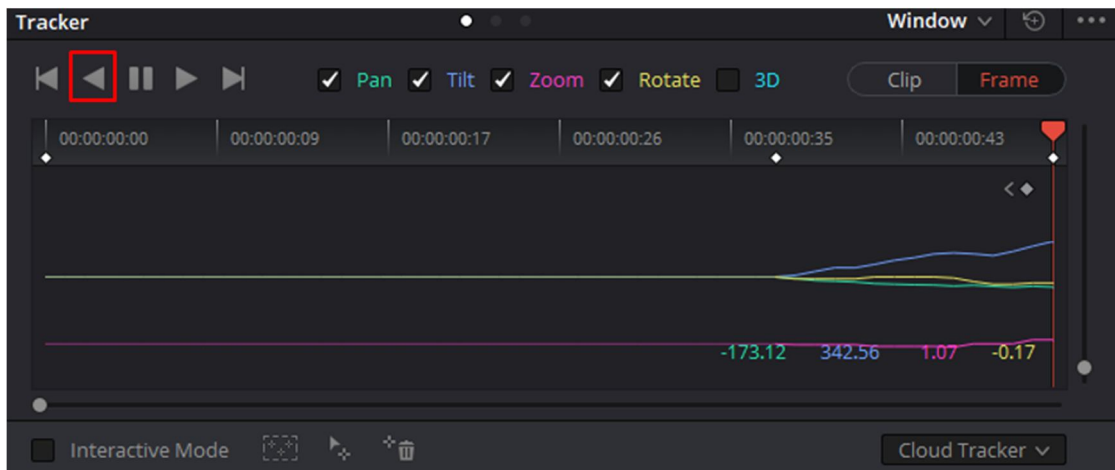 Tracker Window
Pan Tilt Zoom Rotate 3D Clip Frame
00:00:00:00 00:00:00:09 00:00:00:17 00:00:00:26 00:00:00:35 00:00:00:43
-173.12 342.56 1.07 -0.17
Interactive Mode Cloud Tracker